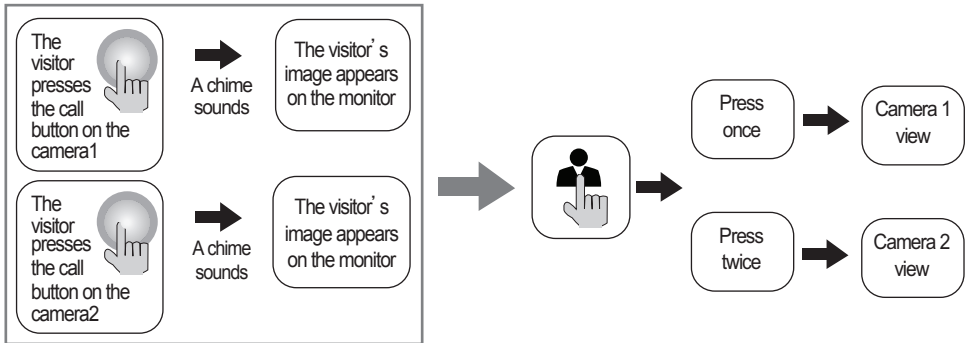 The
visitor
presses
the call
button on the
camera1
A chime
sounds
The visitor’s
image appears
on the monitor
The
visitor
presses
the call
button on the
camera2
A chime
sounds
The visitor’s
image appears
on the monitor
Press
once
Camera 1
view
Press
twice
Camera 2
view